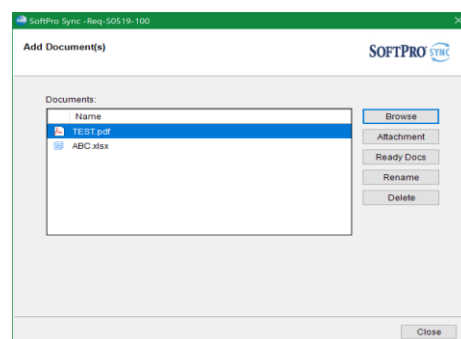 SoftPro Sync -Req-S0519-100
Add Document(s)
SOFTPRO SYNC
Documents:
Name
TEST.pdf
ABC.xlsx
Browse
Attachment
Ready Docs
Rename
Delete
Close